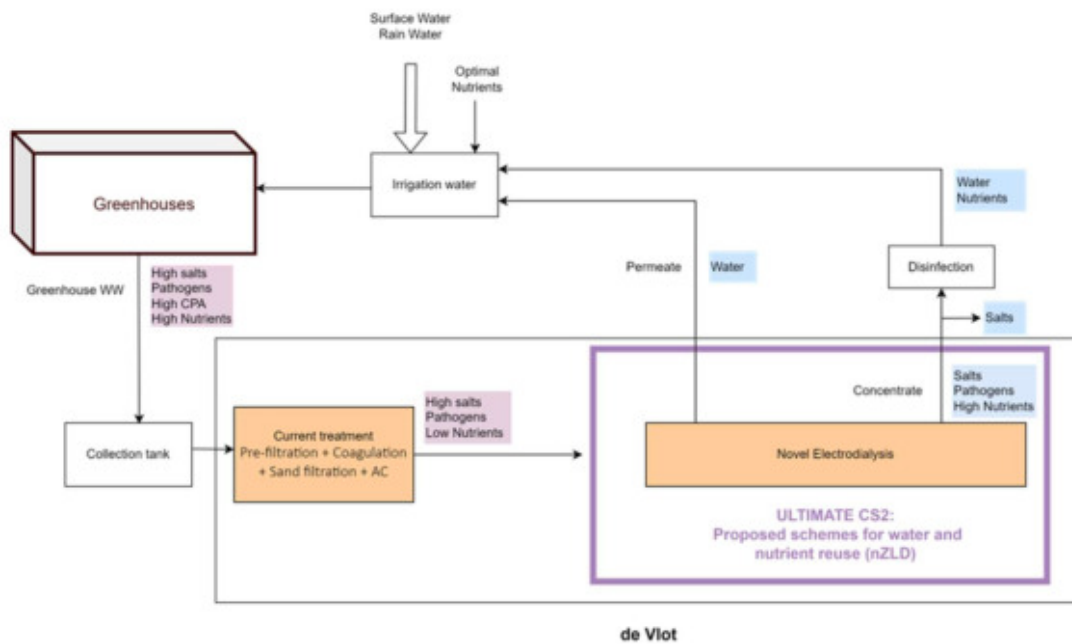 Surface Water
Rain Water
Optimal
Nutrients
Greenhouses
Irrigation water
Water
Nutrients
Greenhouse WW
High salts
Pathogens
High CPA
High Nutrients
Permeate
Water
Disinfection
Salts
Concentrate
Salts
Pathogens
High Nutrients
Collection tank
Current treatment
Pre-filtration + Coagulation
+ Sand filtration + AC
High salts
Pathogens
Low Nutrients
Novel Electrodialysis
ULTIMATE CS2:
Proposed schemes for water and
nutrient reuse (nZLD)
de Vlot